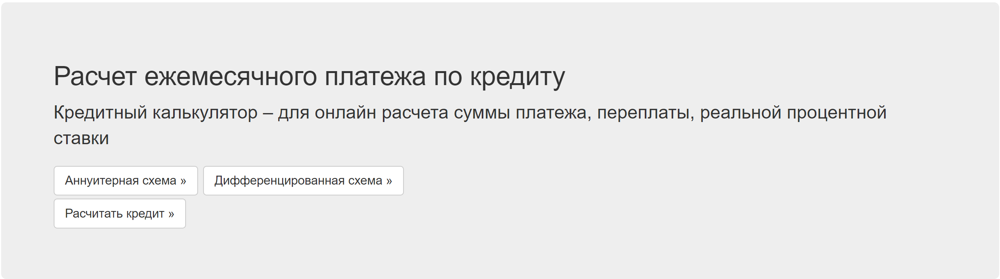 Расчет ежемесячного платежа по кредиту
Кредитный калькулятор – для онлайн расчета суммы платежа, переплаты, реальной процентной
ставки
Аннуитерная схема » Дифференцированная схема »
Расчитать кредит »